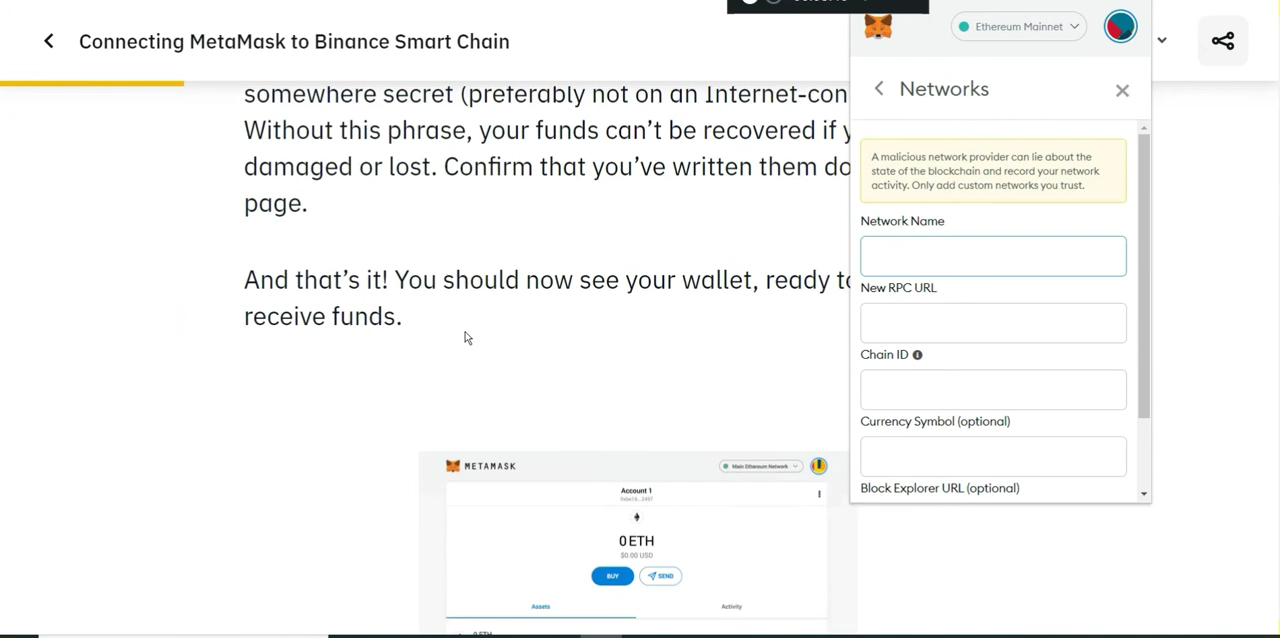 Connecting MetaMask to Binance Smart Chain
somewhere secret (preferably not on an Internet-con
Without this phrase, your funds can't be recovered if y
damaged or lost. Confirm that you've written them do
page.
And that's it! You should now see your wallet, ready to
receive funds.
METAMASK
Main Ethereum Network
Account 1
0 ETH
$0.00 USD
BUY
SEND
Assets
Activity
0 ETH
Ethereum Mainnet
Networks
A malicious network provider can lie about the
state of the blockchain and record your network
activity. Only add custom networks you trust.
Network Name
New RPC URL
Chain ID
Currency Symbol (optional)
Block Explorer URL (optional)